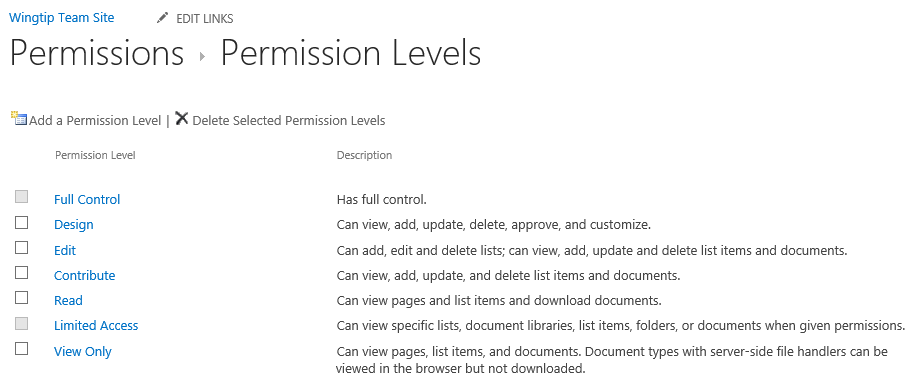 Wingtip Team Site EDIT LINKS
Permissions ▸ Permission Levels
Add a Permission Level | Delete Selected Permission Levels
Permission Level Description
Full Control Has full control.
Design Can view, add, update, delete, approve, and customize.
Edit Can add, edit and delete lists; can view, add, update and delete list items and documents.
Contribute Can view, add, update, and delete list items and documents.
Read Can view pages and list items and download documents.
Limited Access Can view specific lists, document libraries, list items, folders, or documents when given permissions.
View Only Can view pages, list items, and documents. Document types with server-side file handlers can be
viewed in the browser but not downloaded.